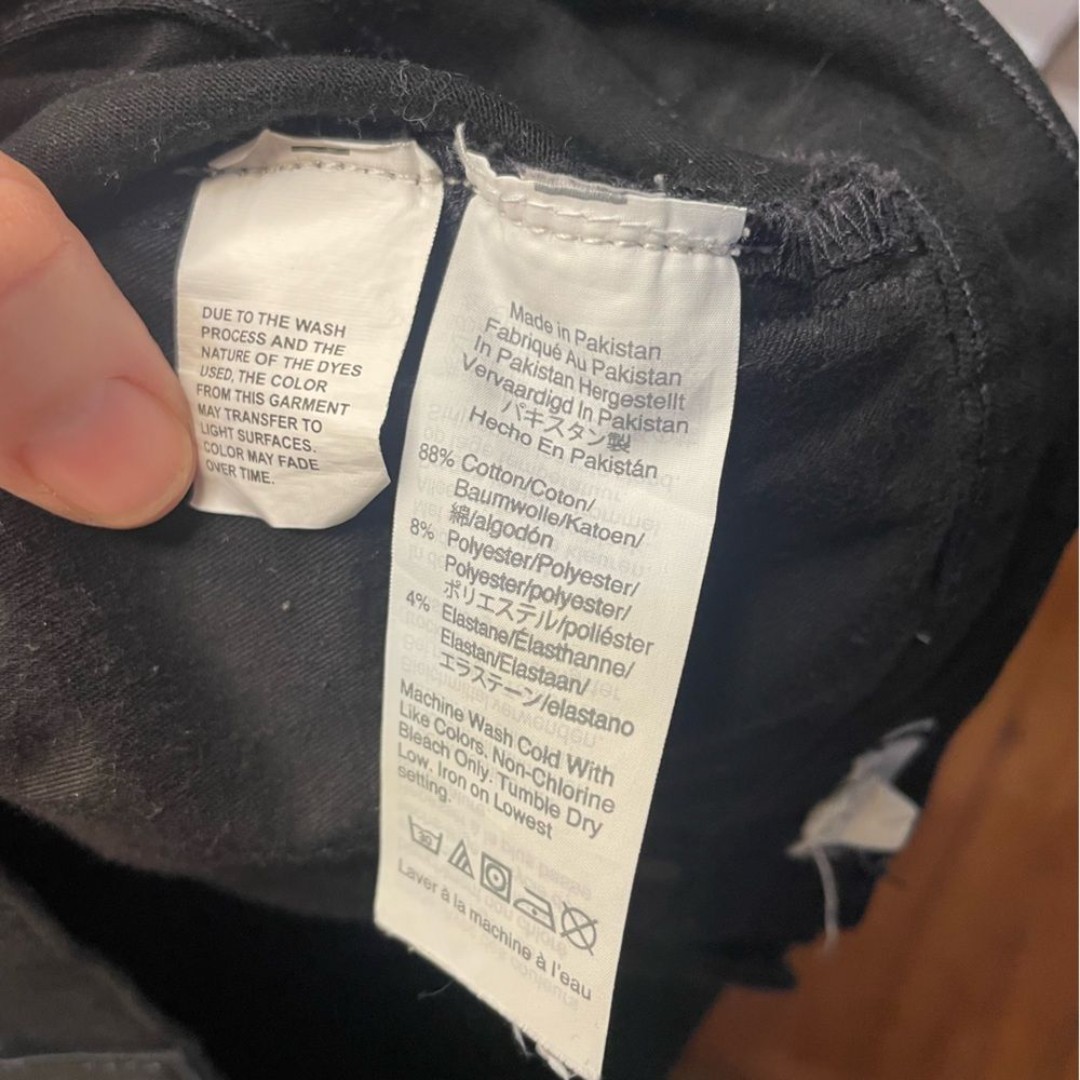 DUE TO THE WASH
PROCESS AND THE
NATURE OF THE DYES
USED, THE COLOR
FROM THIS GARMENT
MAY TRANSFER TO
LIGHT SURFACES.
COLOR MAY FADE
OVER TIME.
Made in Pakistan
Fabriqué Au Pakistan
In Pakistan Hergestellt
Vervaardigd In Pakistan
パキスタン製
Hecho En Pakistán
88% Cotton/Coton/
Baumwolle/Katoen/
綿/algodón
8% Polyester/Polyester/
Polyester/polyester/
ポリエステル/poliéster
4% Elastane/Élasthanne/
Elastan/Elastaan/
エラステーン/elastano
Machine Wash Cold With
Like Colors. Non-Chlorine
Bleach Only. Tumble Dry
Low. Iron on Lowest
setting.
30
Laver à la machine à l'eau